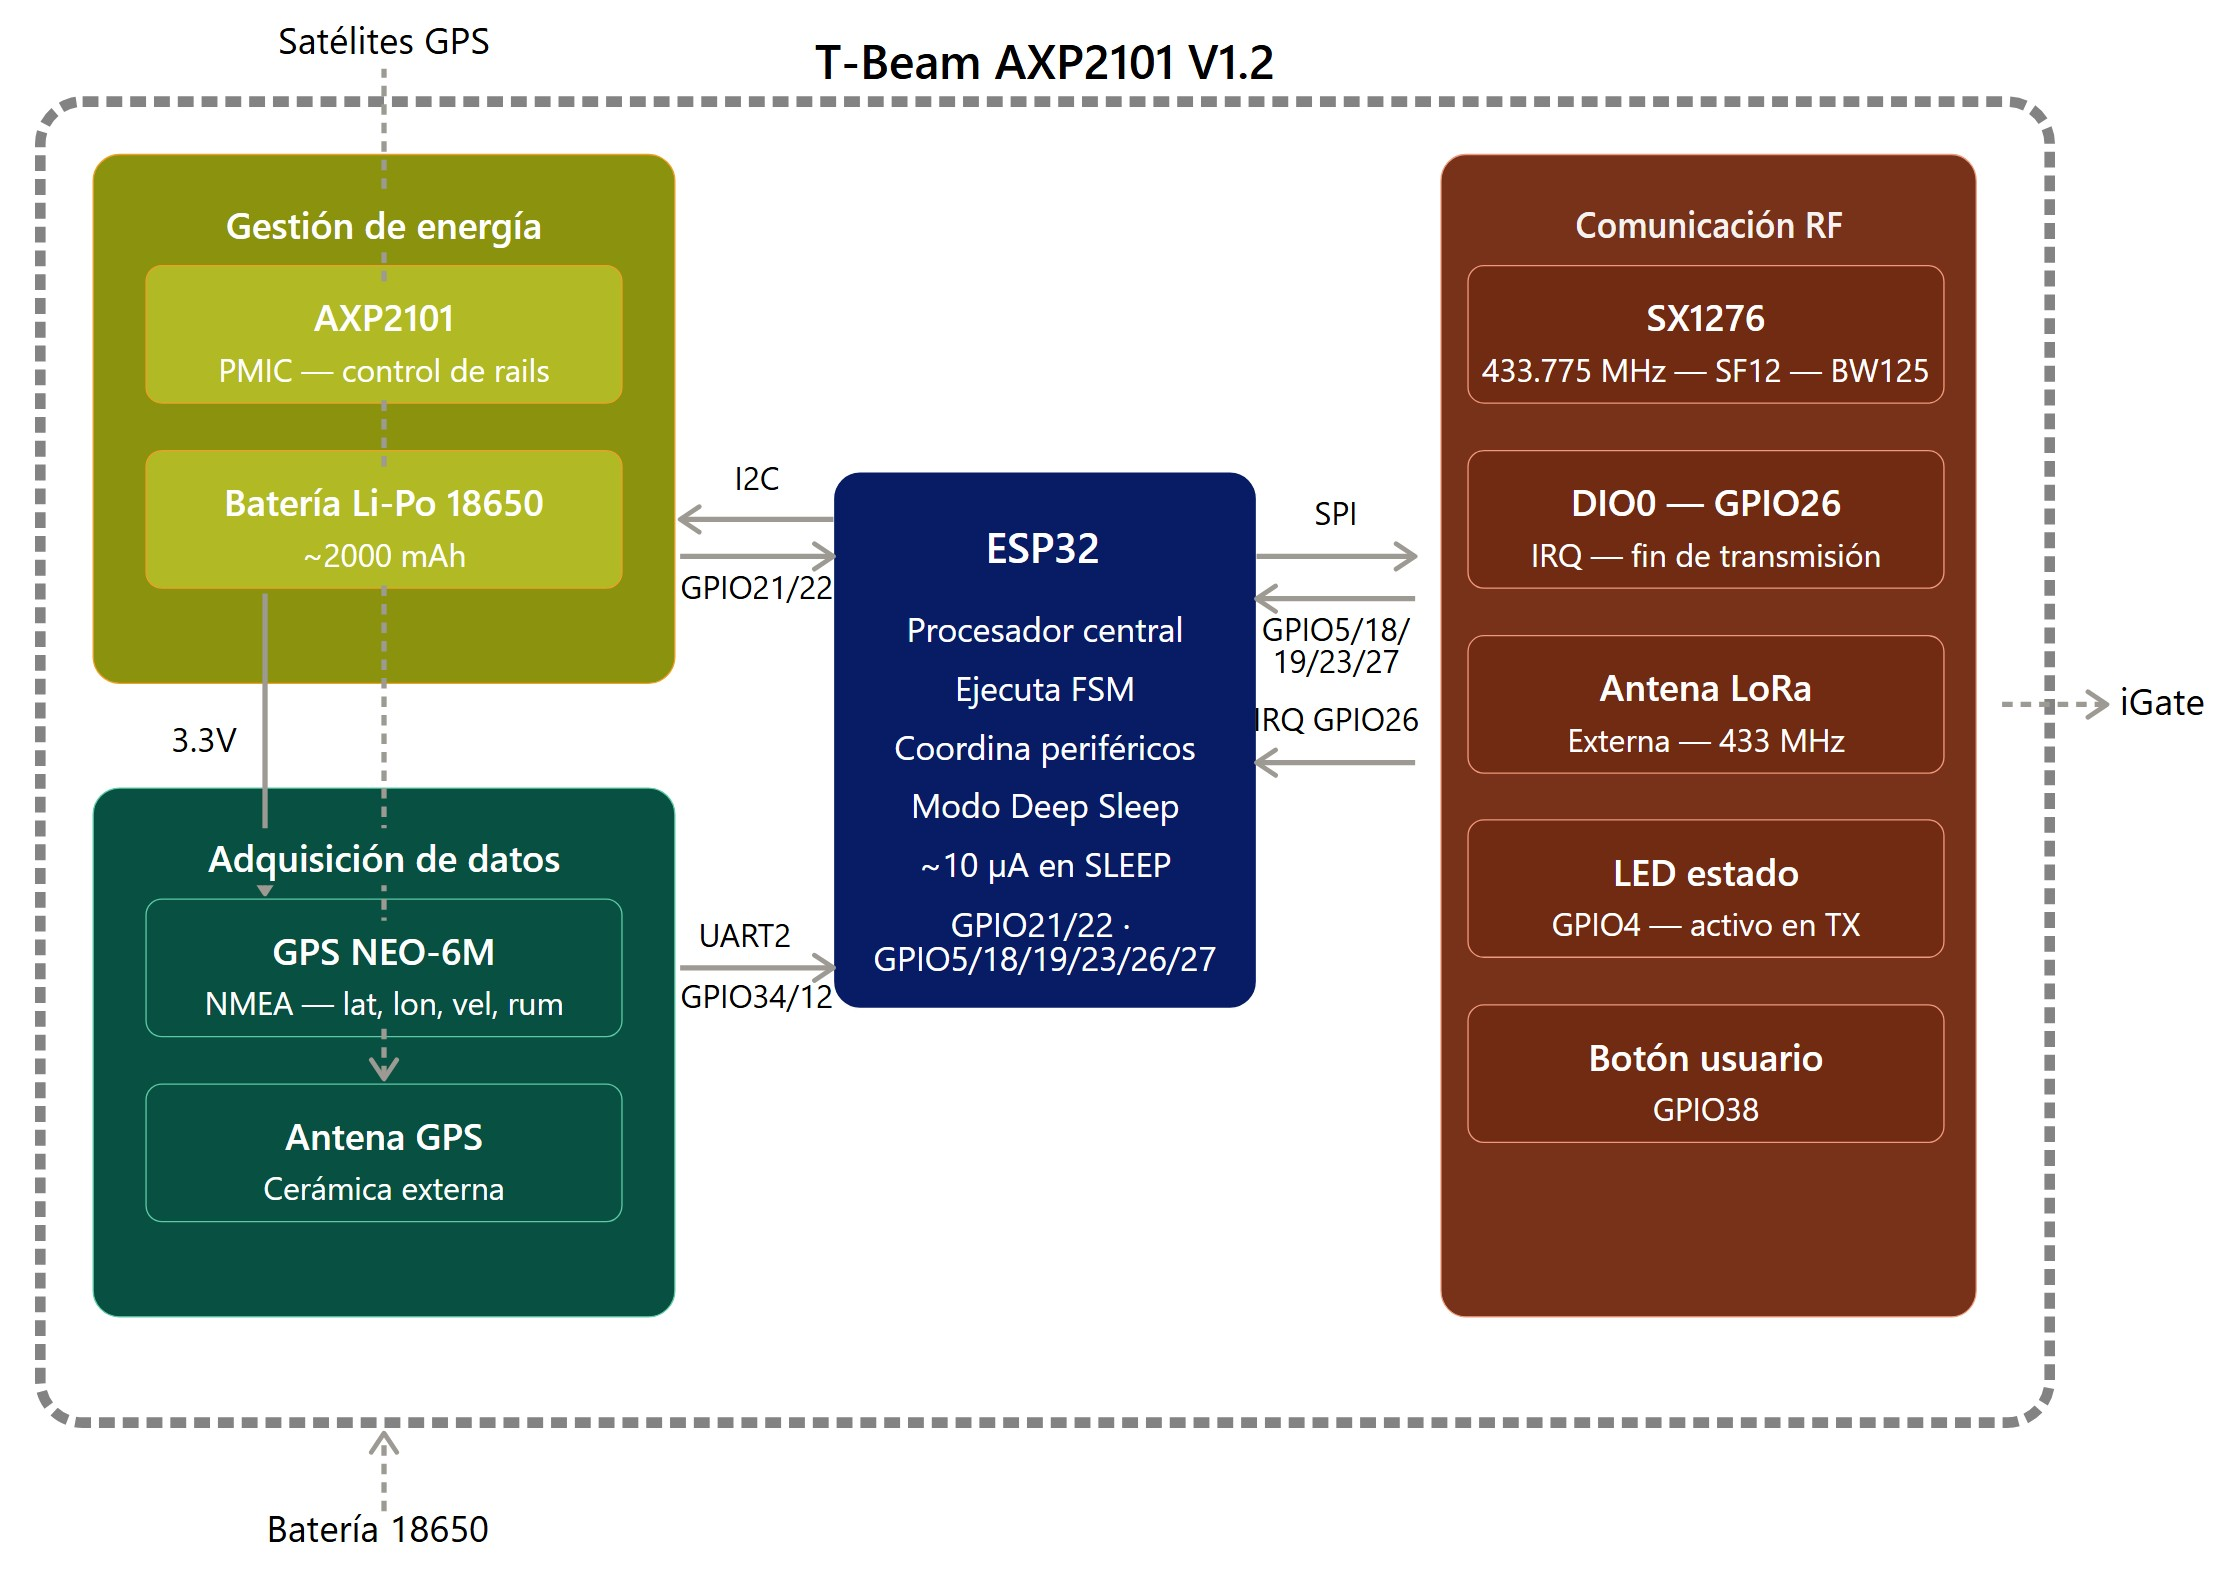 Satélites GPS
T-Beam AXP2101 V1.2
Gestión de energía
AXP2101
PMIC — control de rails
Batería Li-Po 18650
~2000 mAh
3.3V
Adquisición de datos
GPS NEO-6M
NMEA — lat, lon, vel, rum
Antena GPS
Cerámica externa
I2C
GPIO21/22
UART2
GPIO34/12
ESP32
Procesador central
Ejecuta FSM
Coordina periféricos
Modo Deep Sleep
~10 µA en SLEEP
GPIO21/22 ·
GPIO5/18/19/23/26/27
SPI
GPIO5/18/
19/23/27
IRQ GPIO26
Comunicación RF
SX1276
433.775 MHz — SF12 — BW125
DIO0 — GPIO26
IRQ — fin de transmisión
Antena LoRa
Externa — 433 MHz
LED estado
GPIO4 — activo en TX
Botón usuario
GPIO38
iGate
Batería 18650